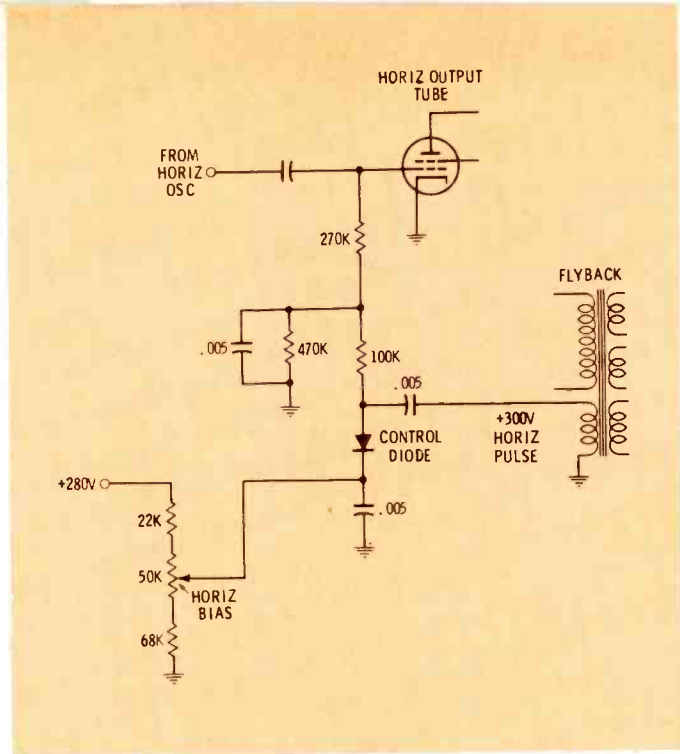 HORIZ OUTPUT
TUBE
FROM
HORIZ
OSC
270K
FLYBACK
.005
470K
100K
.005
+300V
HORIZ
PULSE
CONTROL
DIODE
+280V
.005
22K
50K
HORIZ
BIAS
68K